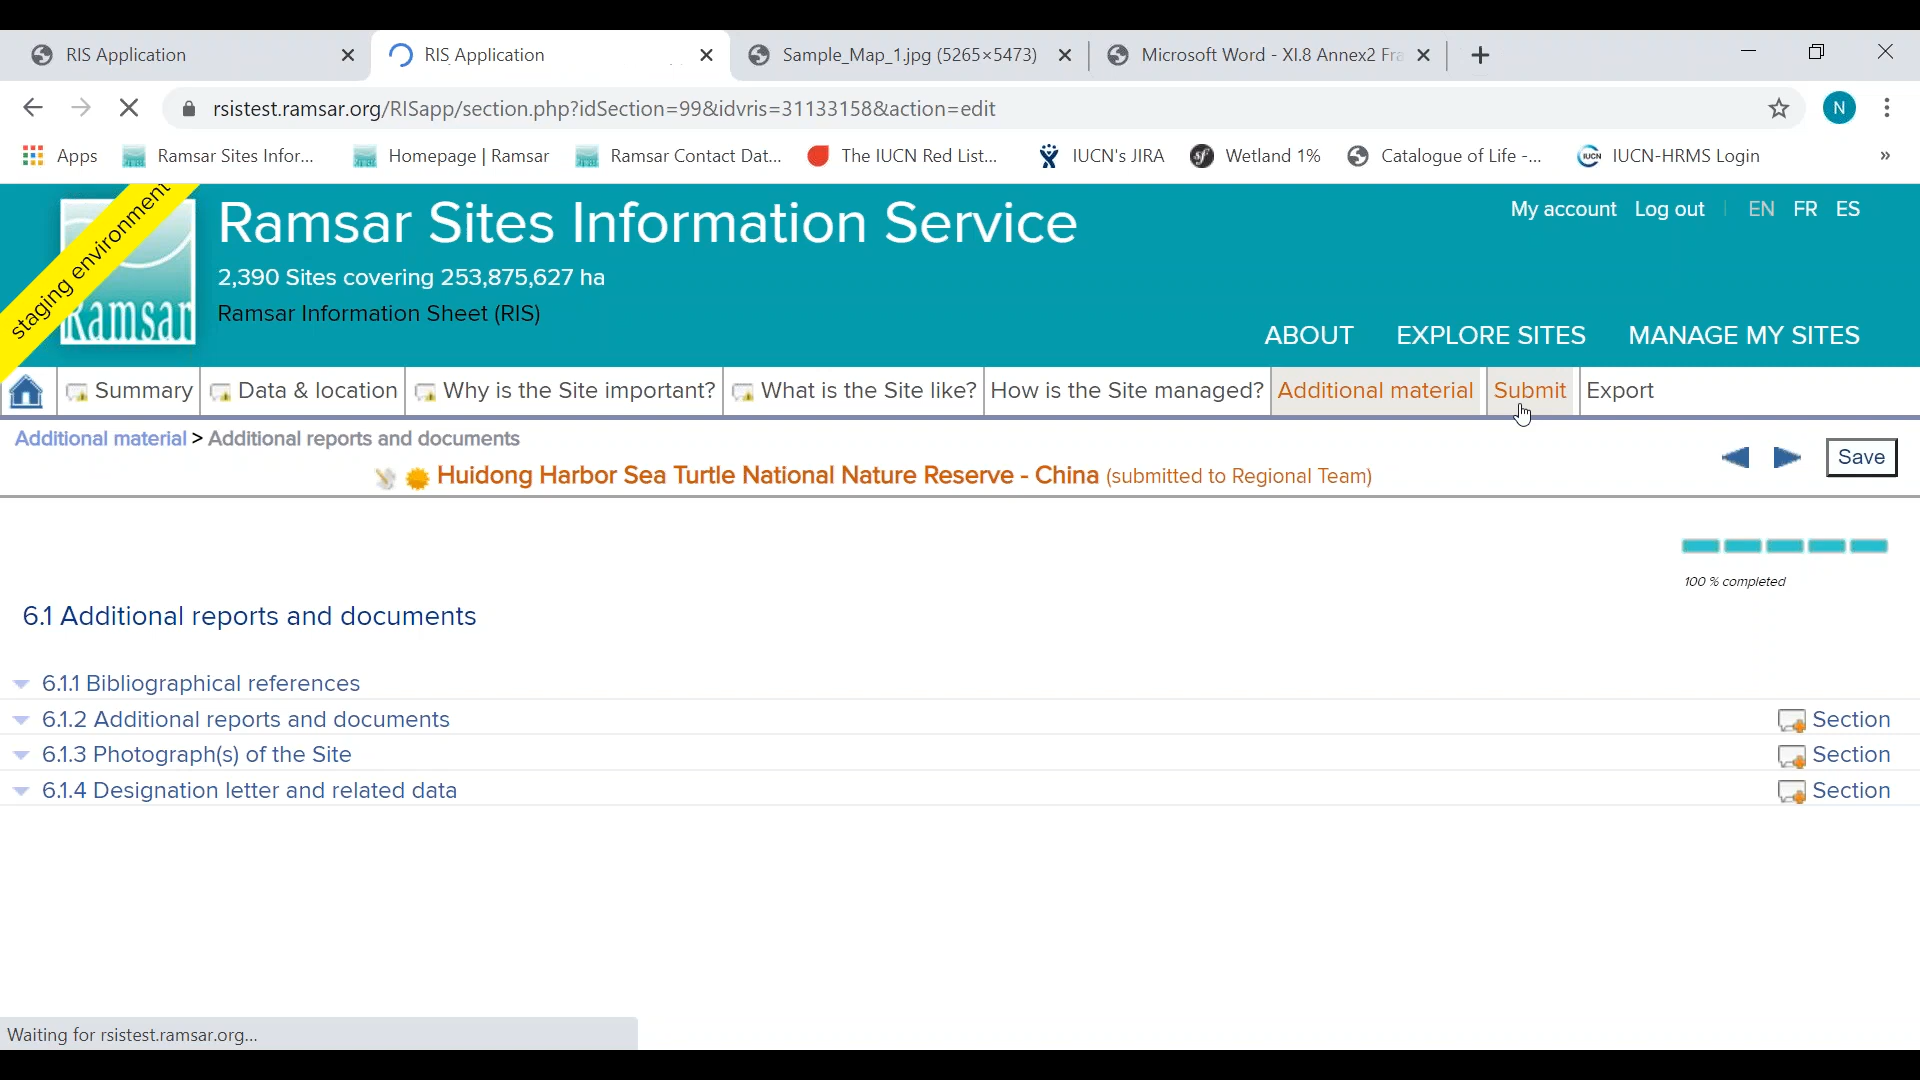 RIS Application
RIS Application
Sample_Map_1.jpg (5265×5473)
Microsoft Word - XI.8 Annex2 Fra
rsistest.ramsar.org/RISapp/section.php?idSection=99&idvris=31133158&action=edit
N
Apps
Ramsar Sites Infor...
Homepage | Ramsar
Ramsar Contact Dat...
The IUCN Red List...
IUCN's JIRA
sf
Wetland 1%
Catalogue of Life -...
IUCN
IUCN-HRMS Login
»
staging environment
Ramsar
Ramsar Sites Information Service
2,390 Sites covering 253,875,627 ha
Ramsar Information Sheet (RIS)
My account
Log out
EN
FR
ES
ABOUT
EXPLORE SITES
MANAGE MY SITES
Summary
Data & location
Why is the Site important?
What is the Site like?
How is the Site managed?
Additional material
Submit
Export
Additional material > Additional reports and documents
Huidong Harbor Sea Turtle National Nature Reserve - China (submitted to Regional Team)
Save
100 % completed
6.1 Additional reports and documents
6.1.1 Bibliographical references
6.1.2 Additional reports and documents
Section
6.1.3 Photograph(s) of the Site
Section
6.1.4 Designation letter and related data
Section
Waiting for rsistest.ramsar.org...